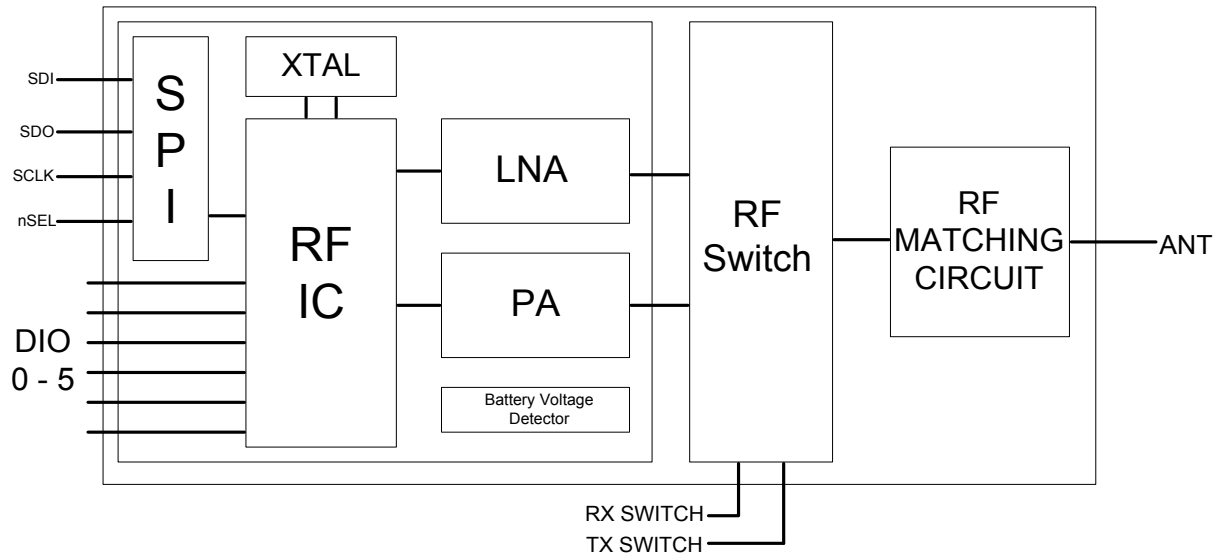 SDI
SDO
SCLK
nSEL
S
P
I
XTAL
RF
IC
LNA
PA
Battery Voltage
Detector
DIO
0 - 5
RF
Switch
RF
MATCHING
CIRCUIT
ANT
RX SWITCH
TX SWITCH